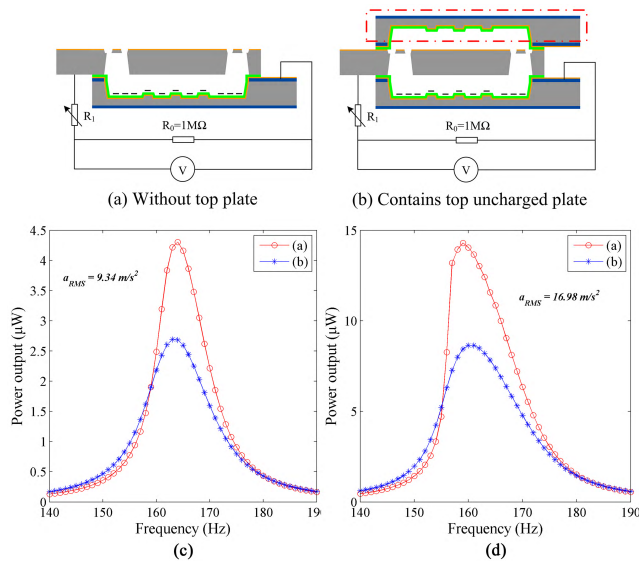 R1
R0=1MΩ
V
(a) Without top plate
R1
R0=1MΩ
V
(b) Contains top uncharged plate
4.5
4
3.5
3
2.5
2
1.5
1
0.5
0
Power output (μW)
aRMS = 9.34 m/s²
(a)
(b)
140 150 160 170 180 190
Frequency (Hz)
(c)
15
10
5
0
Power output (μW)
aRMS = 16.98 m/s²
(a)
(b)
140 150 160 170 180 190
Frequency (Hz)
(d)